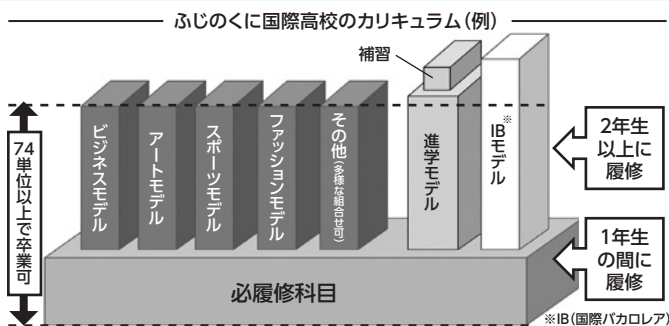 ふじのくに国際高校のカリキュラム(例)
補習
74単位以上で卒業可
ビジネスモデル
アートモデル
スポーツモデル
ファッションモデル
その他(多様な組合せ可)
進学モデル
IBモデル※
2年生
以上に
履修
1年生
の間に
履修
必履修科目
※IB(国際バカロレア)